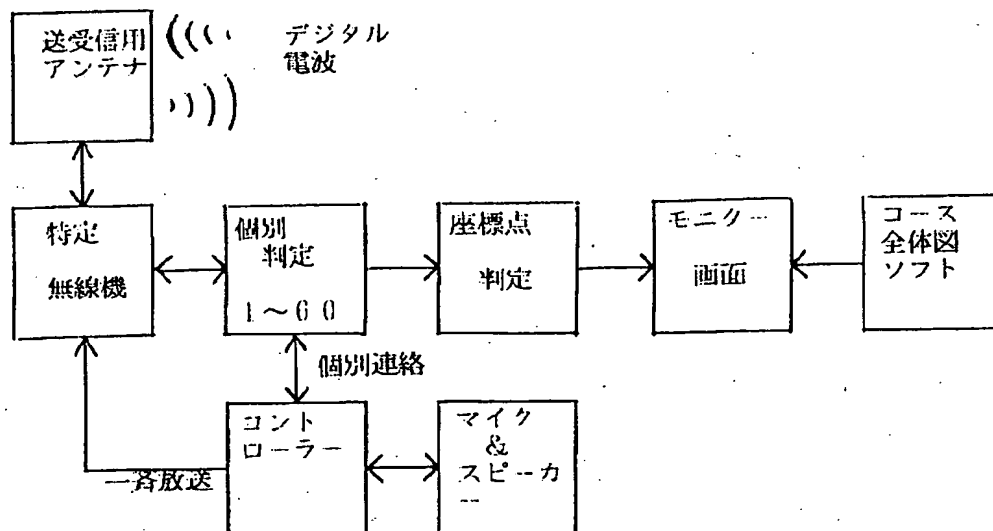 送受信用
アンテナ
デジタル
電波
特定
無線機
個別
判定
1～60
座標点
判定
モニター
画面
コース
全体図
ソフト
個別連絡
コント
ローラー
マイク
&
スピーカ
ー
一斉放送